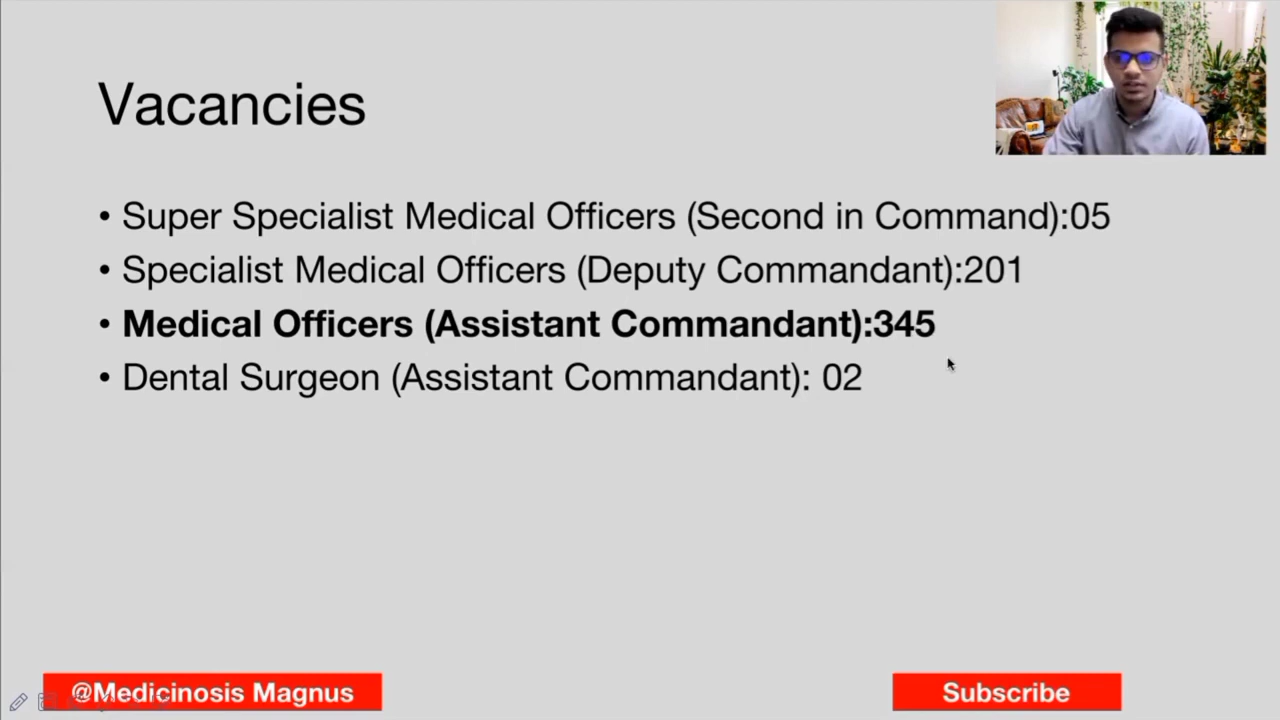 Vacancies
• Super Specialist Medical Officers (Second in Command):05
• Specialist Medical Officers (Deputy Commandant):201
• Medical Officers (Assistant Commandant):345
• Dental Surgeon (Assistant Commandant): 02
@Medicinosis Magnus
Subscribe